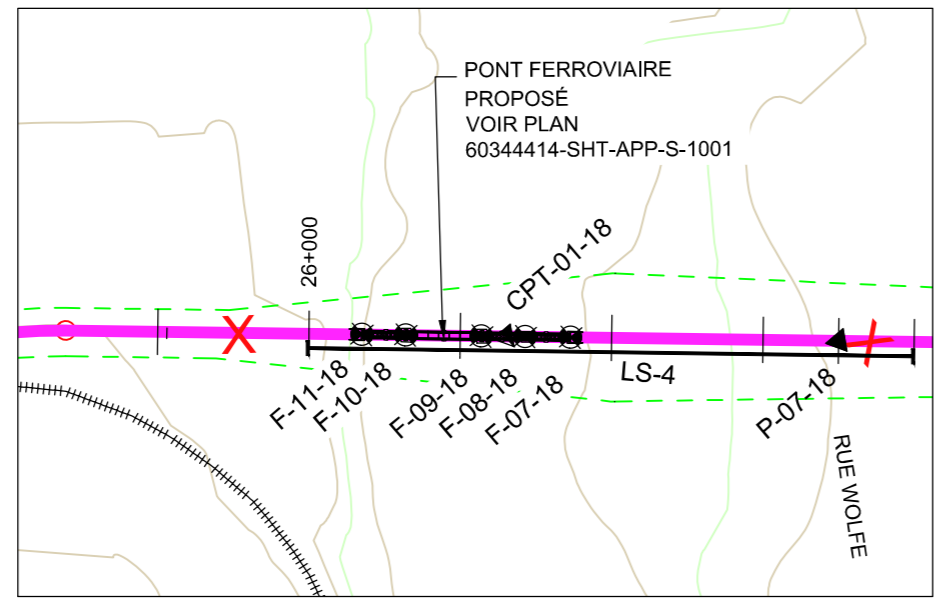 PONT FERROVIAIRE
PROPOSÉ
VOIR PLAN
60344414-SHT-APP-S-1001
26+000
CPT-01-18
F-11-18
F-10-18
F-09-18
F-08-18
F-07-18
LS-4
P-07-18
RUE WOLFE